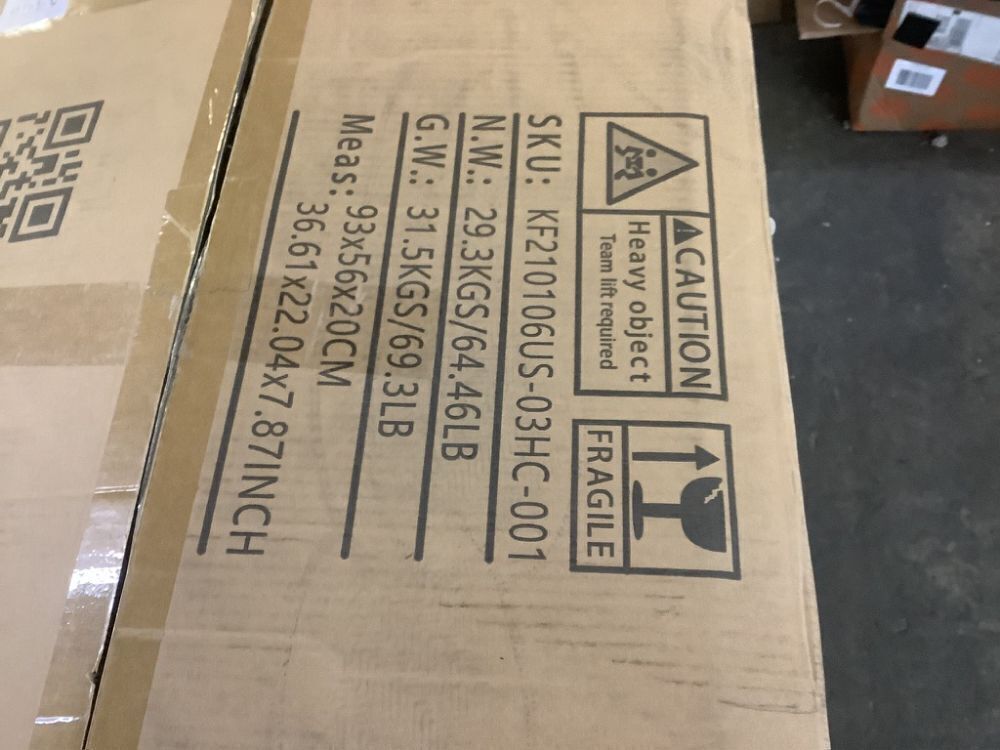 CAUTION
Heavy object
Team lift required
FRAGILE
SKU: KF210106US-03HC-001
N.W.: 29.3KGS/64.46LB
G.W.: 31.5KGS/69.3LB
Meas: 93x56x20CM
36.61x22.04x7.87INCH